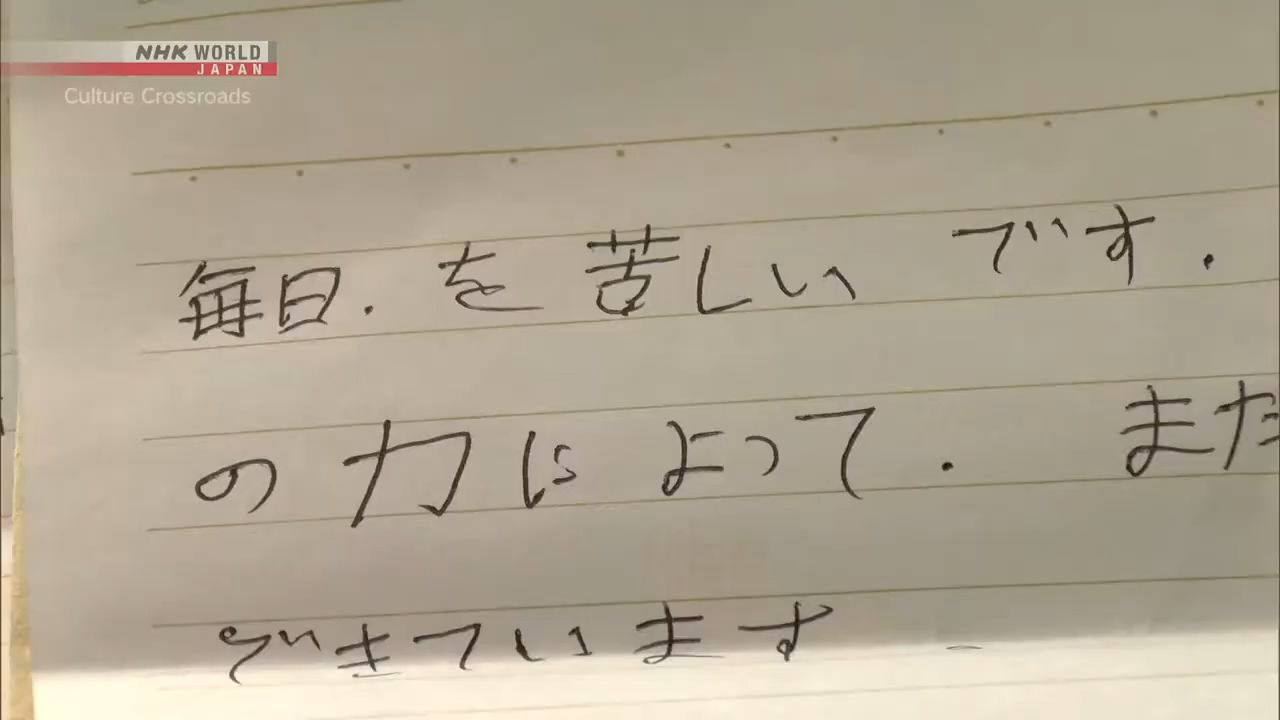 NHK WORLD
JAPAN
Culture Crossroads
毎日.を苦しいです.
の力によって. また
できています